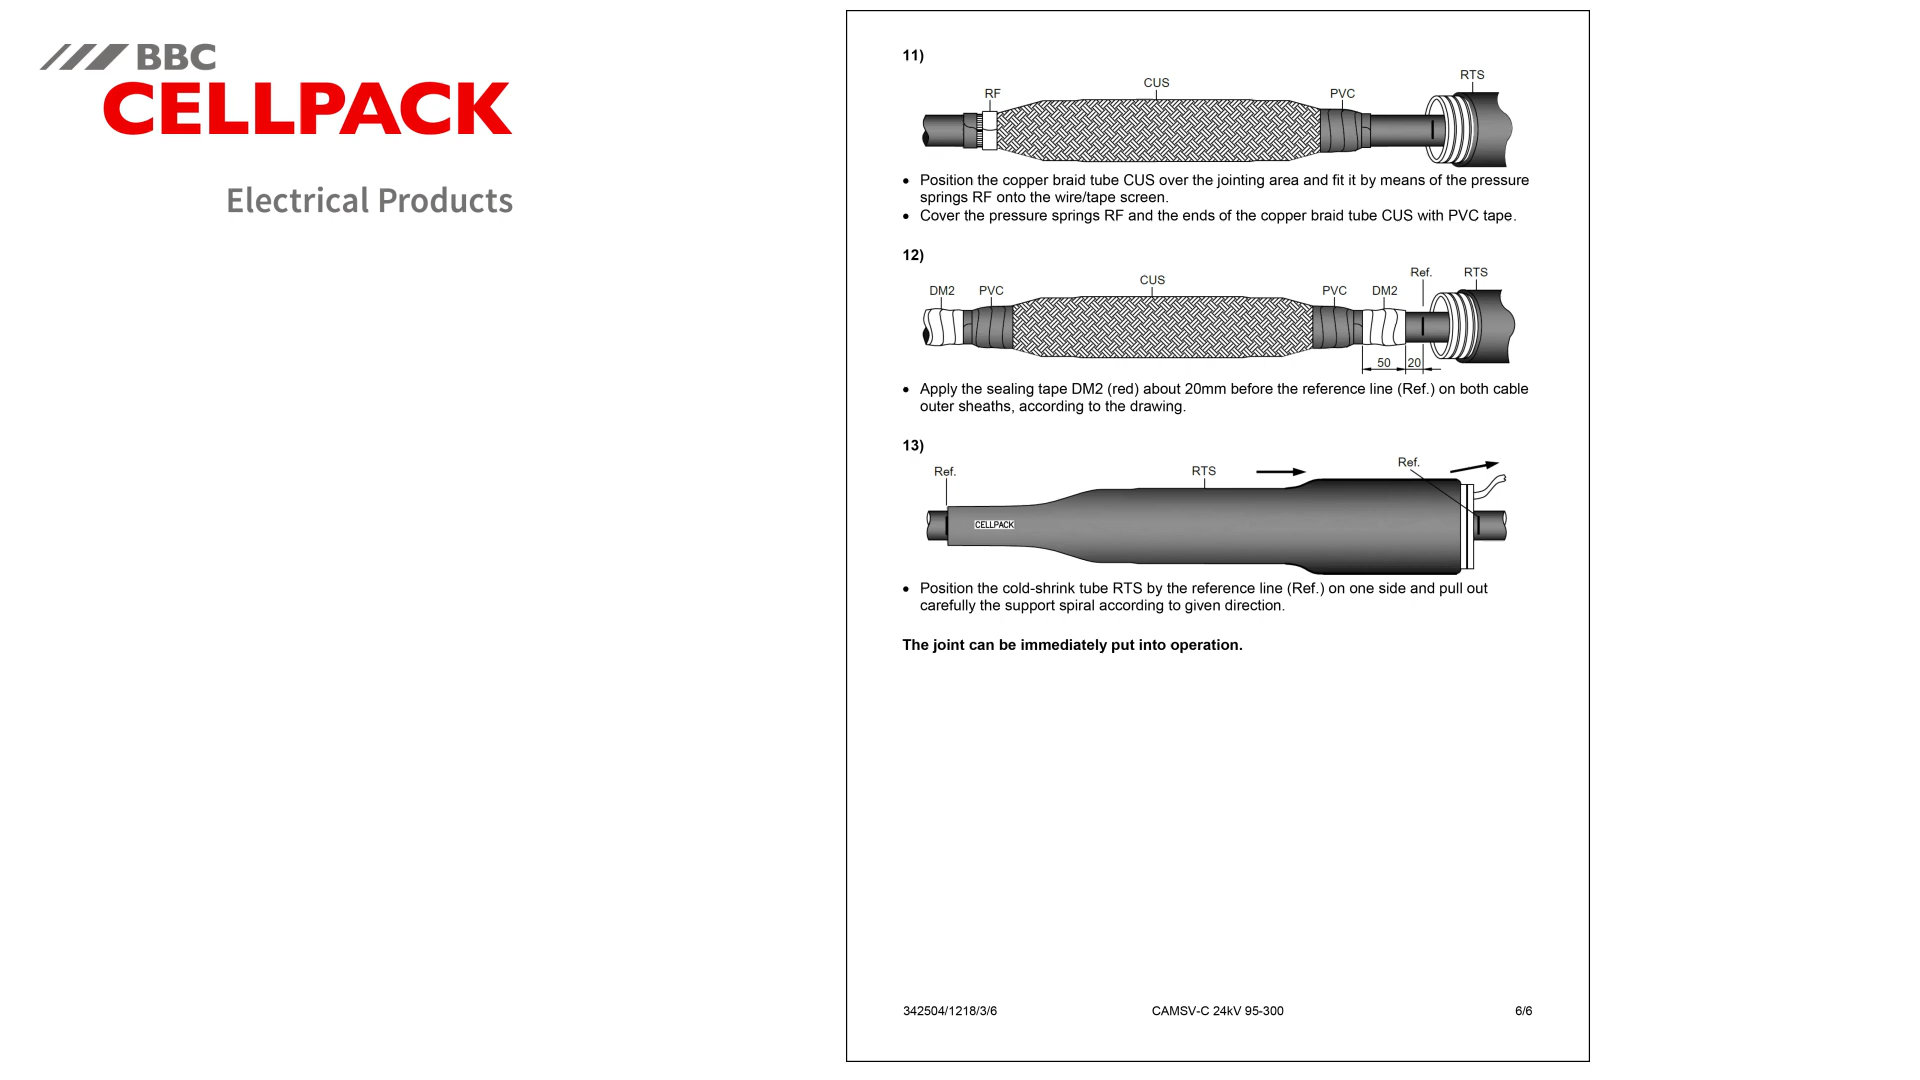 BBC
CELLPACK
Electrical Products
11)
RF
CUS
PVC
RTS
• Position the copper braid tube CUS over the jointing area and fit it by means of the pressure
springs RF onto the wire/tape screen.
• Cover the pressure springs RF and the ends of the copper braid tube CUS with PVC tape.
12)
DM2
PVC
CUS
PVC
DM2
Ref.
RTS
50
20
• Apply the sealing tape DM2 (red) about 20mm before the reference line (Ref.) on both cable
outer sheaths, according to the drawing.
13)
Ref.
RTS
Ref.
CELLPACK
• Position the cold-shrink tube RTS by the reference line (Ref.) on one side and pull out
carefully the support spiral according to given direction.
The joint can be immediately put into operation.
342504/1218/3/6 CAMSV-C 24kV 95-300 6/6